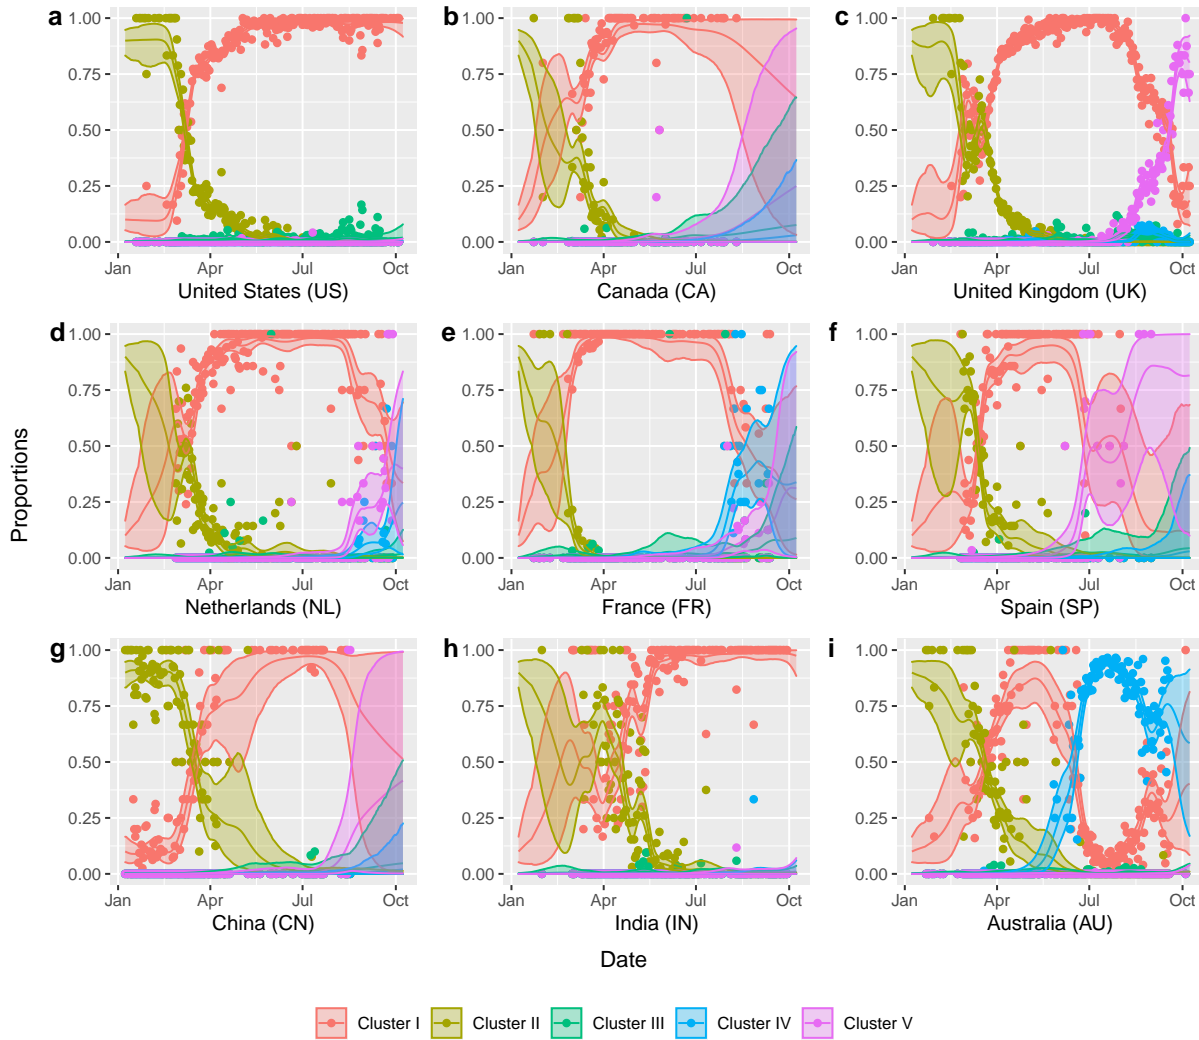 a b c
1.00 1.00 1.00
0.75 0.75 0.75
0.50 0.50 0.50
0.25 0.25 0.25
0.00 0.00 0.00
Jan Apr Jul Oct Jan Apr Jul Oct Jan Apr Jul Oct
United States (US) Canada (CA) United Kingdom (UK)
d e f
1.00 1.00 1.00
0.75 0.75 0.75
0.50 0.50 0.50
0.25 0.25 0.25
0.00 0.00 0.00
Jan Apr Jul Oct Jan Apr Jul Oct Jan Apr Jul Oct
Netherlands (NL) France (FR) Spain (SP)
Proportions
g h i
1.00 1.00 1.00
0.75 0.75 0.75
0.50 0.50 0.50
0.25 0.25 0.25
0.00 0.00 0.00
Jan Apr Jul Oct Jan Apr Jul Oct Jan Apr Jul Oct
China (CN) India (IN) Australia (AU)
Date
Cluster I Cluster II Cluster III Cluster IV Cluster V